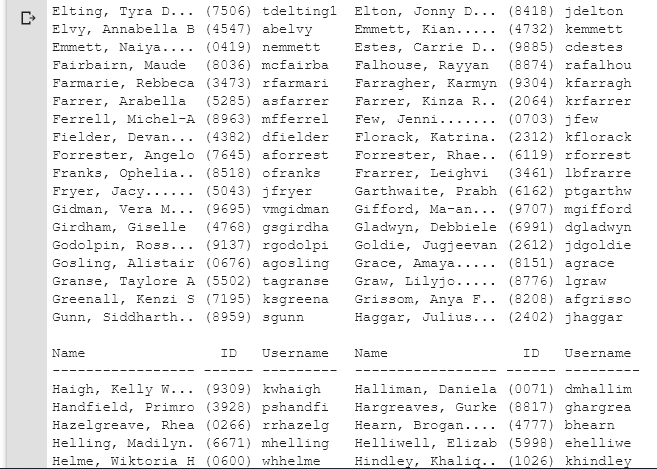 Elting, Tyra D... (7506) tdelting1 Elton, Jonny D... (8418) jdelton
Elvy, Annabella B (4547) abelvy Emmett, Kian..... (4732) kemmett
Emmett, Naiya.... (0419) nemmett Estes, Carrie D.. (9885) cdestes
Fairbairn, Maude (8036) mcfairba Falhouse, Rayyan (8874) rafalhou
Farmarie, Rebbeca (3473) rfarmari Farragher, Karmyn (9304) kfarragh
Farrer, Arabella (5285) asfarrer Farrer, Kinza R.. (2064) krfarrer
Ferrell, Michel-A (8963) mfferrel Few, Jenni....... (0703) jfew
Fielder, Devan... (4382) dfielder Florack, Katrina. (2312) kflorack
Forrester, Angelo (7645) aforrest Forrester, Rhae.. (6119) rforrest
Franks, Ophelia.. (8518) ofranks Frarrer, Leighvi (3461) lbfrarre
Fryer, Jacy...... (5043) jfryer Garthwaite, Prabh (6162) ptgarthw
Gidman, Vera M... (9695) vmgidman Gifford, Ma-an... (9707) mgifford
Girdham, Giselle (4768) gsgirdha Gladwyn, Debbiele (6991) dgladwyn
Godolpin, Ross... (9137) rgodolpi Goldie, Jugjeevan (2612) jdgoldie
Gosling, Alistair (0676) agosling Grace, Amaya..... (8151) agrace
Granse, Taylore A (5502) tagranse Graw, Lilyjo..... (8776) lgraw
Greenall, Kenzi S (7195) ksgreena Grissom, Anya F.. (8208) afgrisso
Gunn, Siddharth.. (8959) sgunn Haggar, Julius... (2402) jhaggar
Name ID Username Name ID Username
----------------- ------ --------- ----------------- ------ ---------
Haigh, Kelly W... (9309) kwhaigh Halliman, Daniela (0071) dmhallim
Handfield, Primro (3928) pshandfi Hargreaves, Gurke (8817) ghargrea
Hazelgreave, Rhea (0266) rrhazelg Hearn, Brogan.... (4777) bhearn
Helling, Madilyn. (6671) mhelling Helliwell, Elizab (5998) ehelliwe
Helme, Wiktoria H (0600) whhelme Hindley, Khaliq.. (1026) khindley